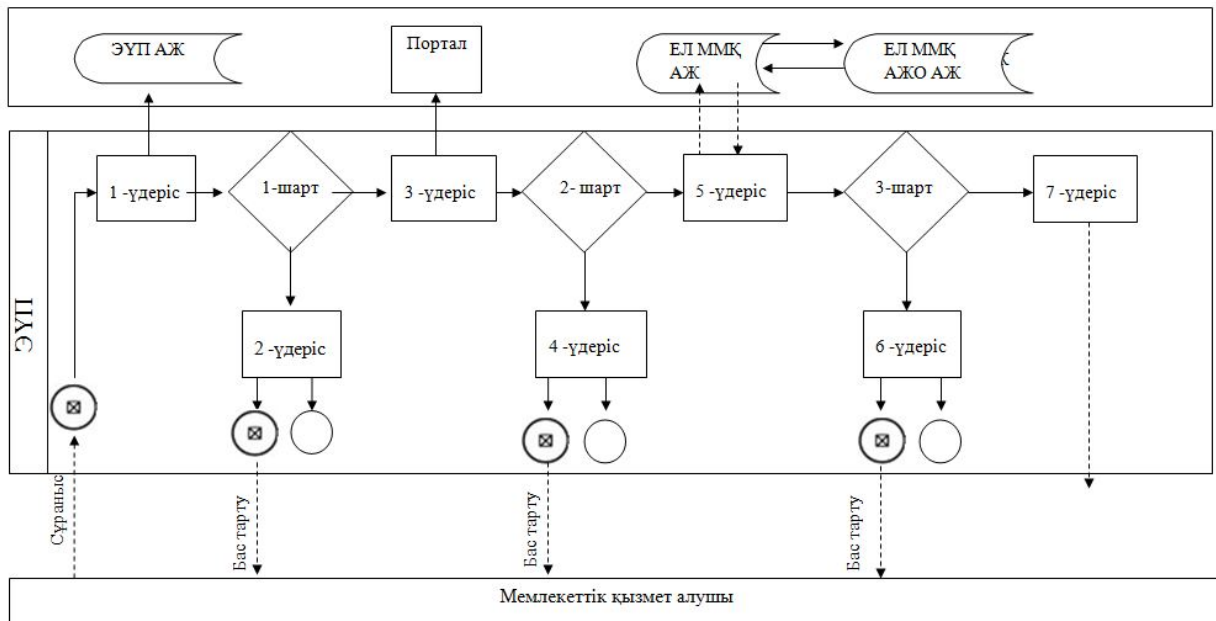 ЭҮП АЖ
Портал
ЕЛ ММҚ
АЖ
ЕЛ ММҚ
АЖО АЖ
1 -үдеріс
1-шарт
3 -үдеріс
2- шарт
5 -үдеріс
3-шарт
7 -үдеріс
ЭҮП
2 -үдеріс
4 -үдеріс
6 -үдеріс
Сұраныс
Бас тарту
Бас тарту
Бас тарту
Мемлекеттік қызмет алушы